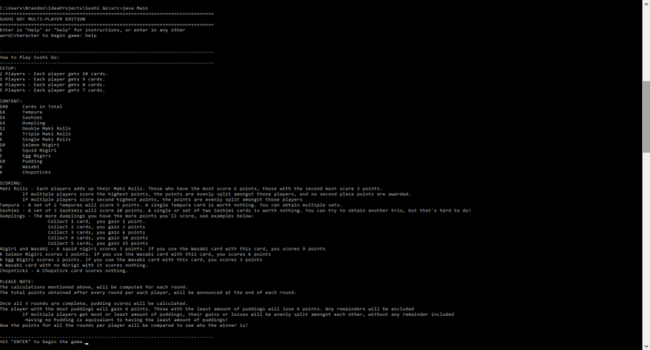 C:\Users\Brandon\IdeaProjects\Sushi Go\src>java Main
================================================================================
SUSHI GO! MULTI-PLAYER EDITION
================================================================================
Enter in "Help" or "help" for instructions, or enter in any other
word/character to begin game: help
--------------------------------------------------------------------------------
How to Play Sushi Go:
--------------------------------------------------------------------------------
SETUP:
2 Players - Each player gets 10 cards.
3 Players - Each player gets 9 cards.
4 Players - Each player gets 8 cards.
5 Players - Each player gets 7 cards.
CONTENT:
108 Cards in Total
14 Tempura
14 Sashimi
14 Dumpling
12 Double Maki Rolls
8 Triple Maki Rolls
6 Single Maki Rolls
10 Salmon Nigiri
5 Squid Nigiri
5 Egg Nigiri
10 Pudding
6 Wasabi
4 Chopsticks
SCORING:
Maki Rolls - Each players adds up their Maki Rolls. Those who have the most score 6 points, those with the second most score 3 points.
If multiple players score the highest points, the points are evenly split amongst those players, and no second place points are awarded.
If multiple players score second highest points, the points are evenly split amongst those players
Tempura - A set of 2 Tempuras will score 5 points. A single Tempura card is worth nothing. You can obtain multiple sets.
Sashimi - A set of 3 Sashimis will score 10 points. A single or set of two Sashimi cards is worth nothing. You can try to obtain another trio, but that's hard to do!
Dumplings - The more dumplings you have the more points you'll score, see examples below:
Collect 1 card, you gain 1 point.
Collect 2 cards, you gain 3 points
Collect 3 cards, you gain 6 points
Collect 4 cards, you gain 10 points
Collect 5 cards, you gain 15 points
Nigiri and Wasabi - A squid nigiri scores 3 points. If you use the Wasabi card with this card, you scores 9 points
A Salmon Nigiri scores 2 points. If you use the Wasabi card with this card, you scores 6 points
A Egg Nigiri scores 2 points. If you use the Wasabi card with this card, you scores 3 points
A Wasabi card with no Nirigi with it scores nothing.
Chopsticks - A Chopstick card scores nothing.
PLEASE NOTE:
The calculations mentioned above, will be computed for each round.
The total points obtained after every round per each player, will be announced at the end of each round.
Once all 3 rounds are complete, pudding scores will be calculated.
The player with the most puddings will gain 6 points. Those with the least amount of puddings will lose 6 points. Any remainders will be excluded
If multiple players get most or least amount of puddings, their gains or losses will be evenly split amongst each other, without any remainder included
Having no Pudding is equivalent to having the least amount of puddings!
Now the points for all the rounds per player will be compared to see who the winner is!
--------------------------------------------------------------------------------
Hit "ENTER" to begin the game.